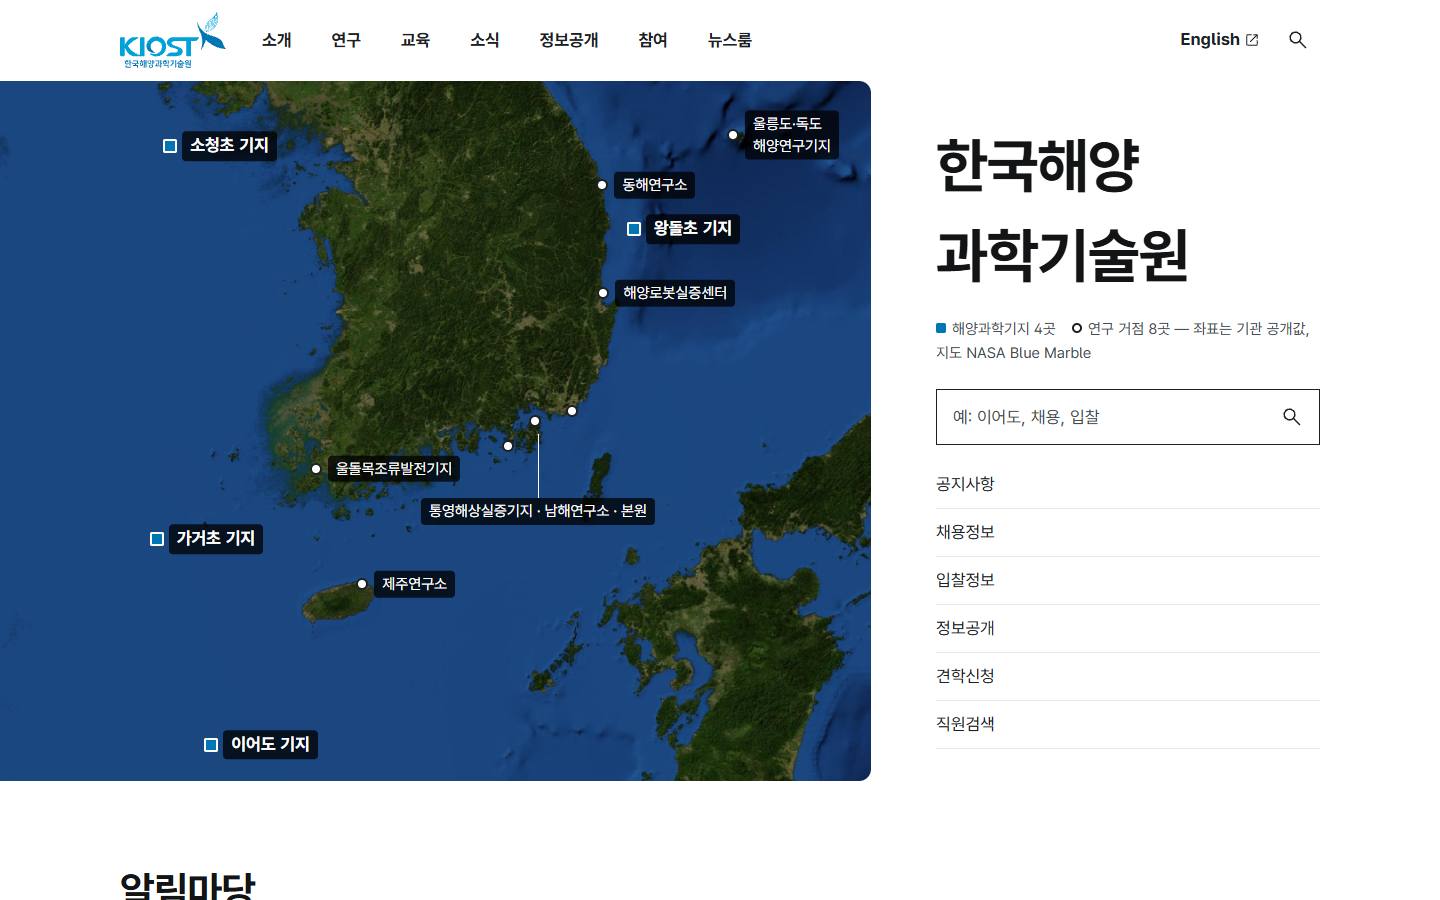 KIOST
한국해양과학기술원
소개
연구
교육
소식
정보공개
참여
뉴스룸
English
소청초 기지
울릉도·독도
해양연구기지
동해연구소
왕돌초 기지
해양로봇실증센터
울돌목조류발전기지
통영해상실증기지 · 남해연구소 · 본원
가거초 기지
제주연구소
이어도 기지
한국해양
과학기술원
해양과학기지 4곳 연구 거점 8곳 — 좌표는 기관 공개값,
지도 NASA Blue Marble
예: 이어도, 채용, 입찰
공지사항
채용정보
입찰정보
정보공개
견학신청
직원검색
알림마당